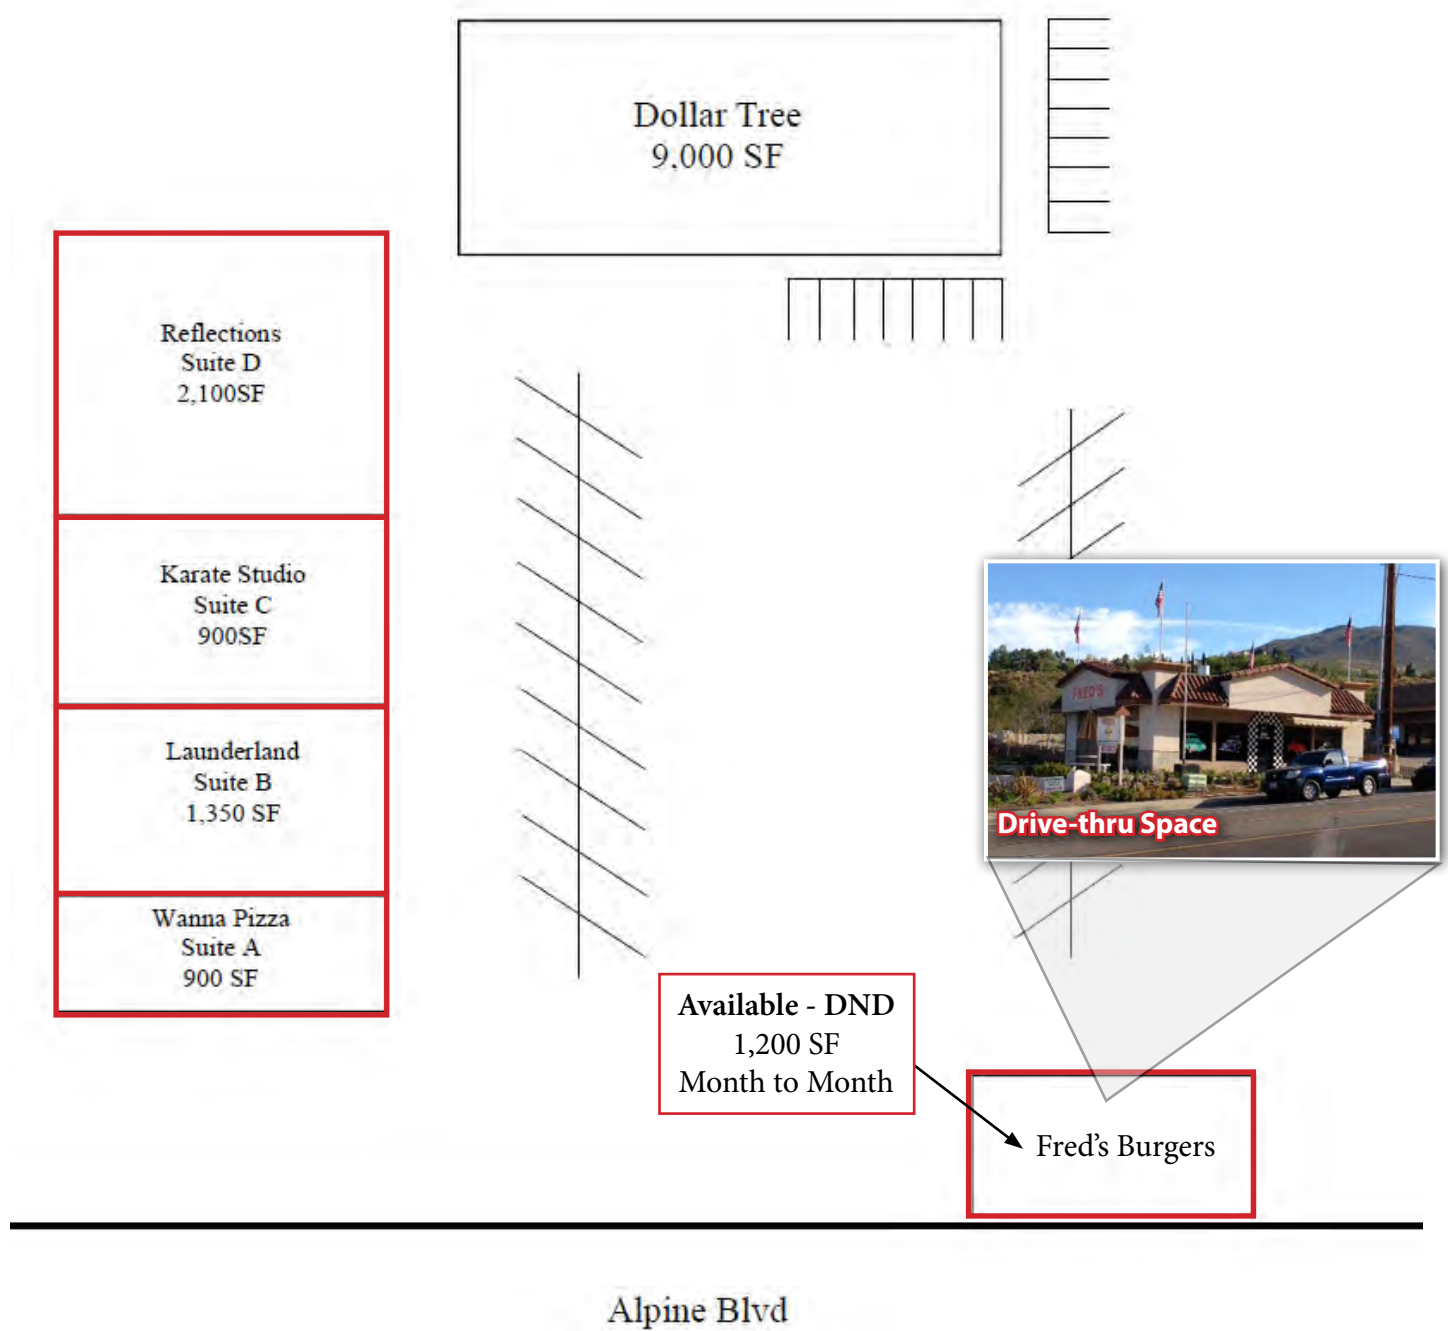 Dollar Tree
9,000 SF
Reflections
Suite D
2,100SF
Karate Studio
Suite C
900SF
Launderland
Suite B
1,350 SF
Wanna Pizza
Suite A
900 SF
FRED'S
Drive-thru Space
Available - DND
1,200 SF
Month to Month
Fred's Burgers
Alpine Blvd